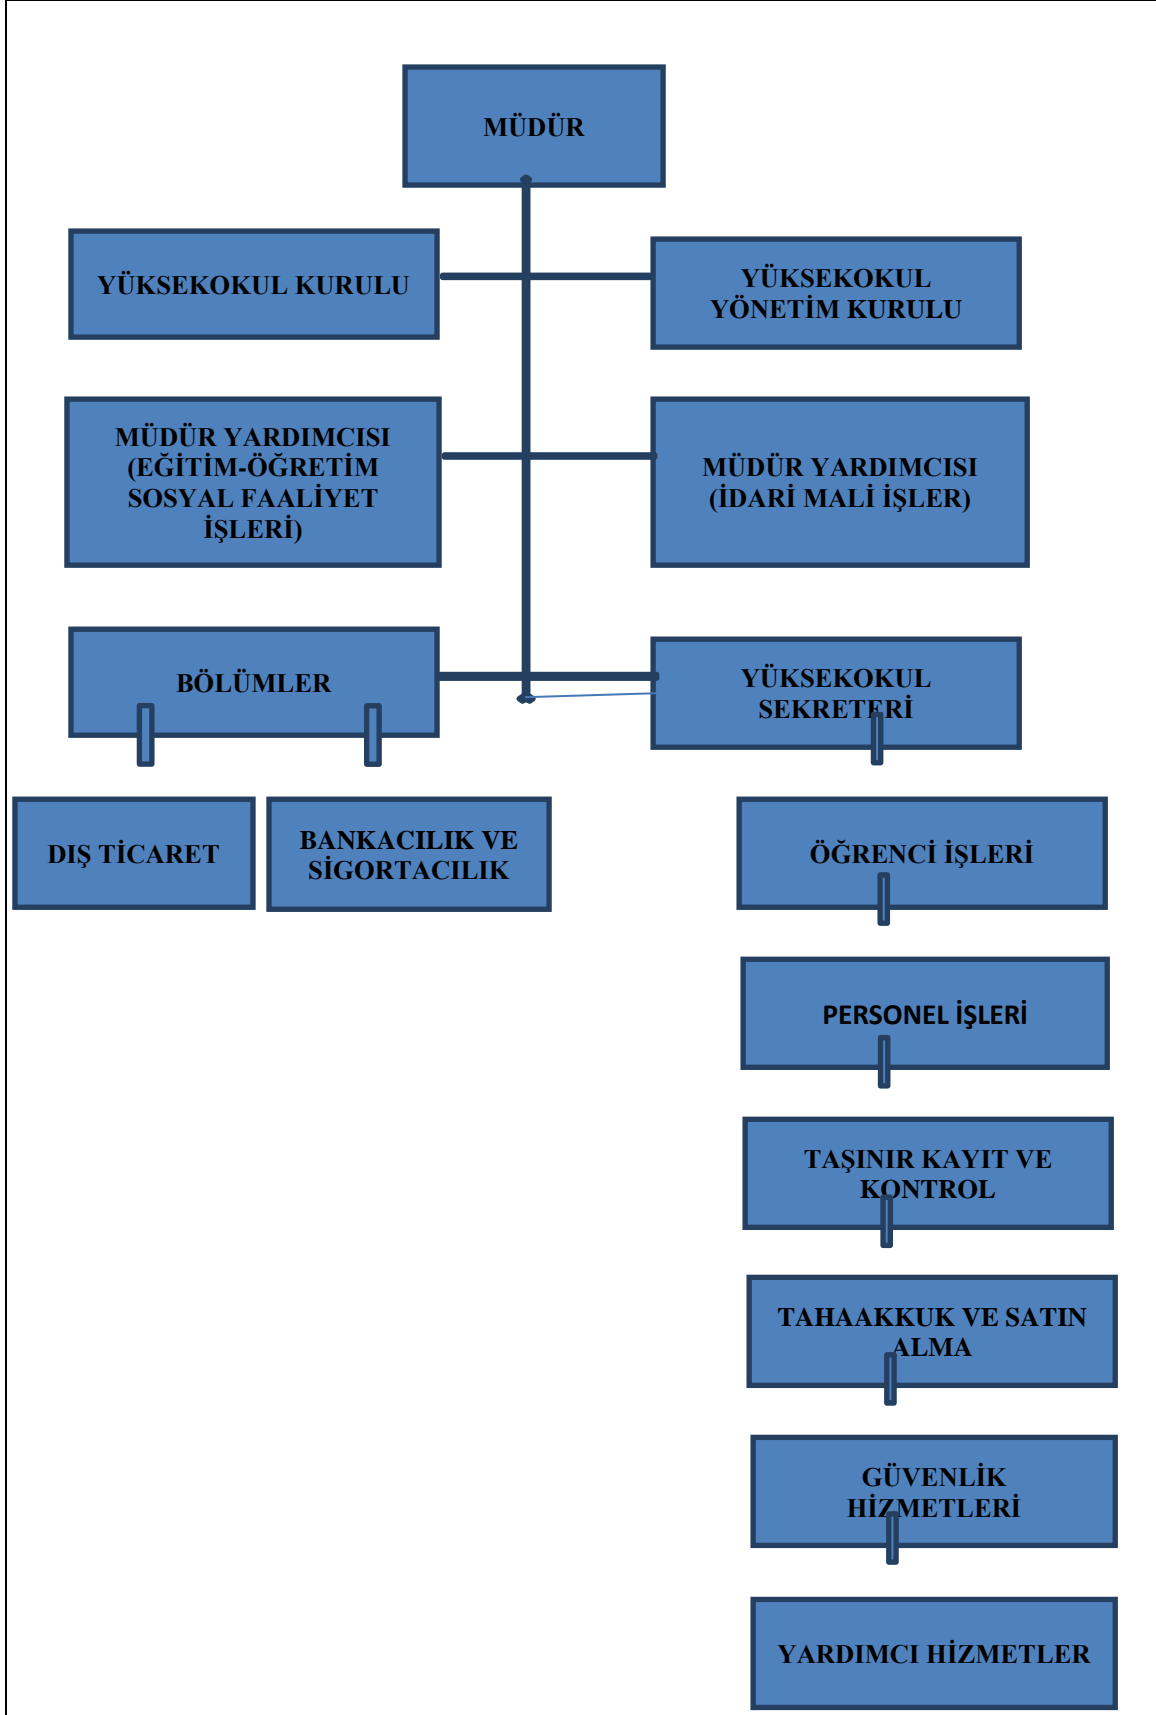 MÜDÜR
YÜKSEKOKUL KURULU
YÜKSEKOKUL
YÖNETİM KURULU
MÜDÜR YARDIMCISI
(EĞİTİM-ÖĞRETİM
SOSYAL FAALİYET
İŞLERİ)
MÜDÜR YARDIMCISI
(İDARİ MALİ İŞLER)
BÖLÜMLER
YÜKSEKOKUL
SEKRETERİ
DIŞ TİCARET
BANKACILIK VE
SİGORTACILIK
ÖĞRENCİ İŞLERİ
PERSONEL İŞLERİ
TAŞINIR KAYIT VE
KONTROL
TAHAAKKUK VE SATIN
ALMA
GÜVENLİK
HİZMETLERİ
YARDIMCI HİZMETLER